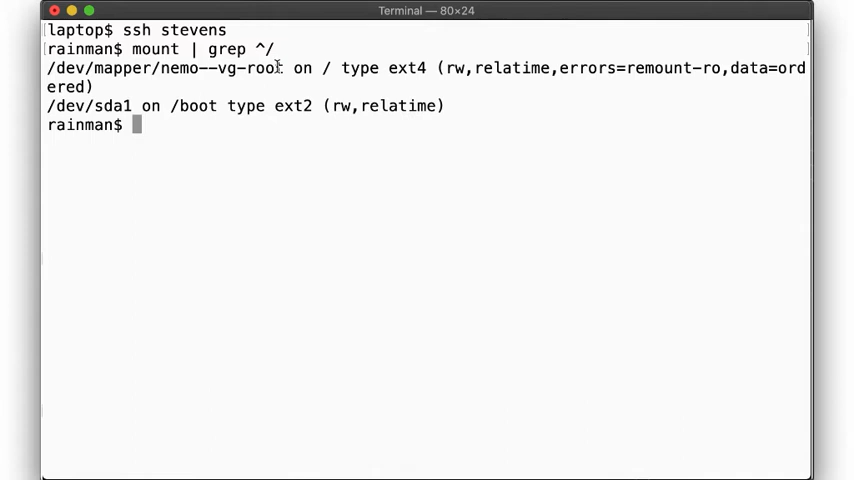 Terminal — 80×24
laptop$ ssh stevens
rainman$ mount | grep ^/
/dev/mapper/nemo--vg-root on / type ext4 (rw,relatime,errors=remount-ro,data=ord
ered)
/dev/sda1 on /boot type ext2 (rw,relatime)
rainman$